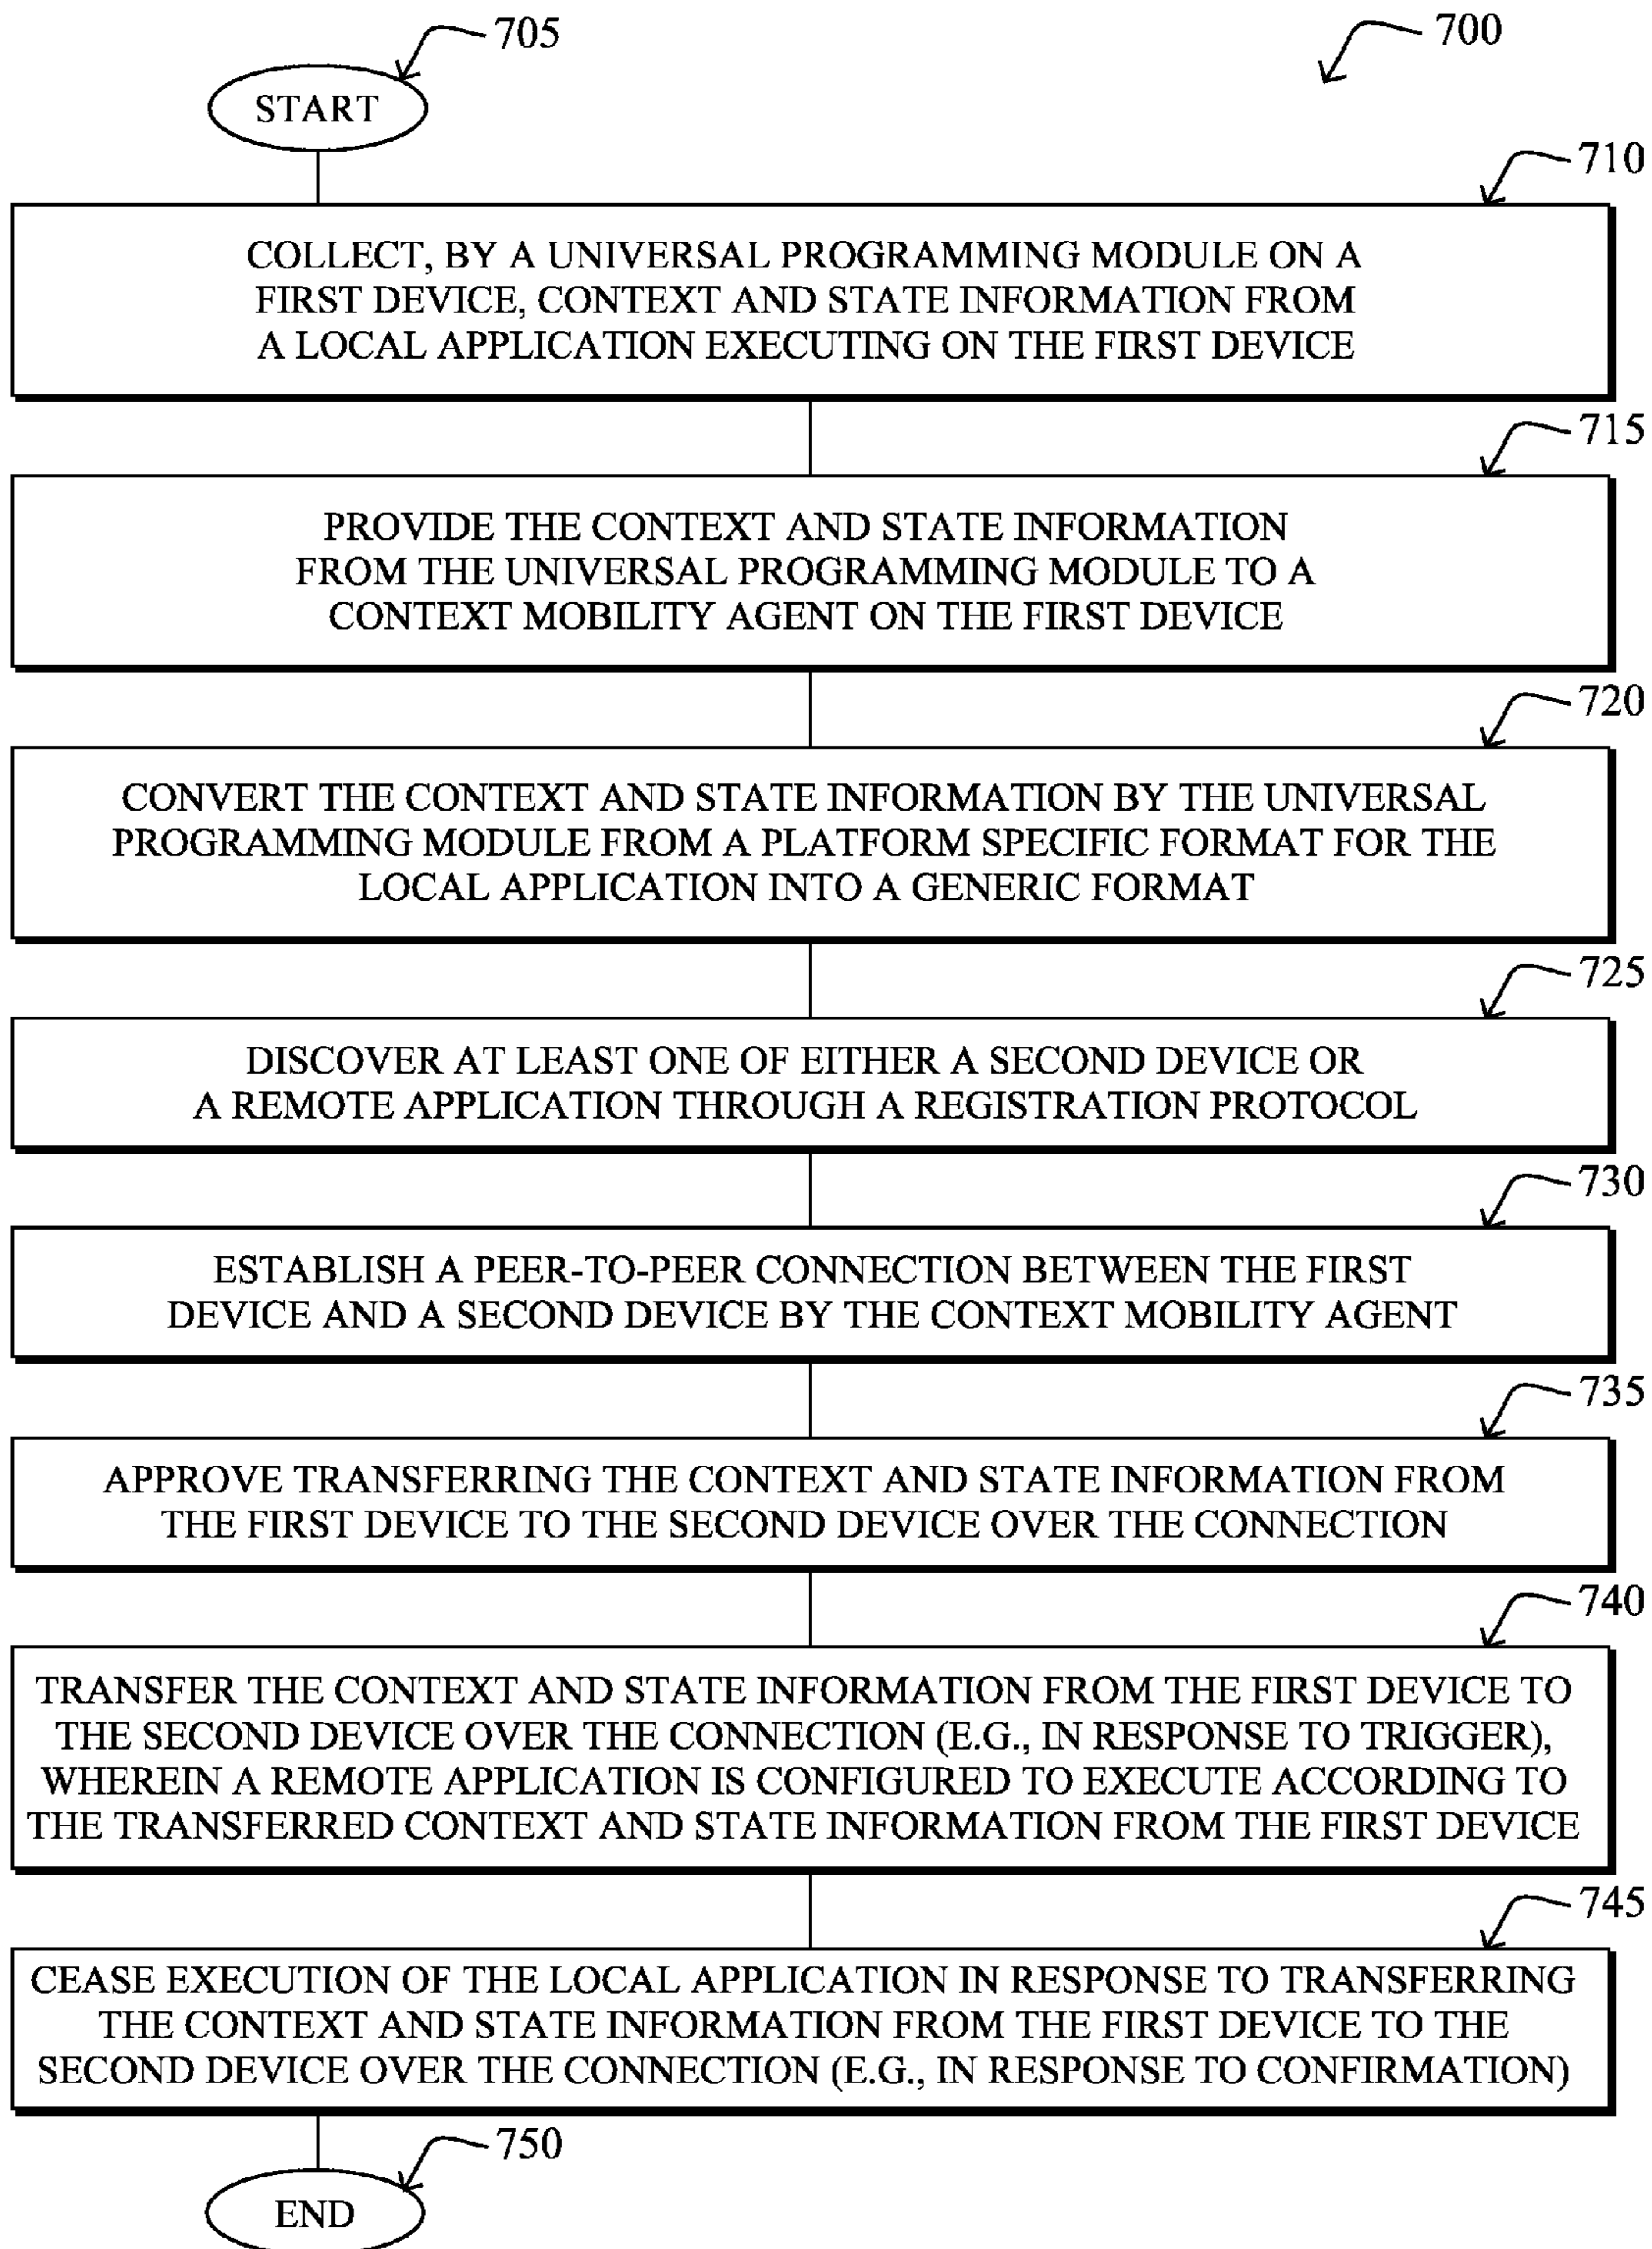 705
700
START
710
COLLECT, BY A UNIVERSAL PROGRAMMING MODULE ON A
FIRST DEVICE, CONTEXT AND STATE INFORMATION FROM
A LOCAL APPLICATION EXECUTING ON THE FIRST DEVICE
715
PROVIDE THE CONTEXT AND STATE INFORMATION
FROM THE UNIVERSAL PROGRAMMING MODULE TO A
CONTEXT MOBILITY AGENT ON THE FIRST DEVICE
720
CONVERT THE CONTEXT AND STATE INFORMATION BY THE UNIVERSAL
PROGRAMMING MODULE FROM A PLATFORM SPECIFIC FORMAT FOR THE
LOCAL APPLICATION INTO A GENERIC FORMAT
725
DISCOVER AT LEAST ONE OF EITHER A SECOND DEVICE OR
A REMOTE APPLICATION THROUGH A REGISTRATION PROTOCOL
730
ESTABLISH A PEER-TO-PEER CONNECTION BETWEEN THE FIRST
DEVICE AND A SECOND DEVICE BY THE CONTEXT MOBILITY AGENT
735
APPROVE TRANSFERRING THE CONTEXT AND STATE INFORMATION FROM
THE FIRST DEVICE TO THE SECOND DEVICE OVER THE CONNECTION
740
TRANSFER THE CONTEXT AND STATE INFORMATION FROM THE FIRST DEVICE TO
THE SECOND DEVICE OVER THE CONNECTION (E.G., IN RESPONSE TO TRIGGER),
WHEREIN A REMOTE APPLICATION IS CONFIGURED TO EXECUTE ACCORDING TO
THE TRANSFERRED CONTEXT AND STATE INFORMATION FROM THE FIRST DEVICE
745
CEASE EXECUTION OF THE LOCAL APPLICATION IN RESPONSE TO TRANSFERRING
THE CONTEXT AND STATE INFORMATION FROM THE FIRST DEVICE TO THE
SECOND DEVICE OVER THE CONNECTION (E.G., IN RESPONSE TO CONFIRMATION)
750
END